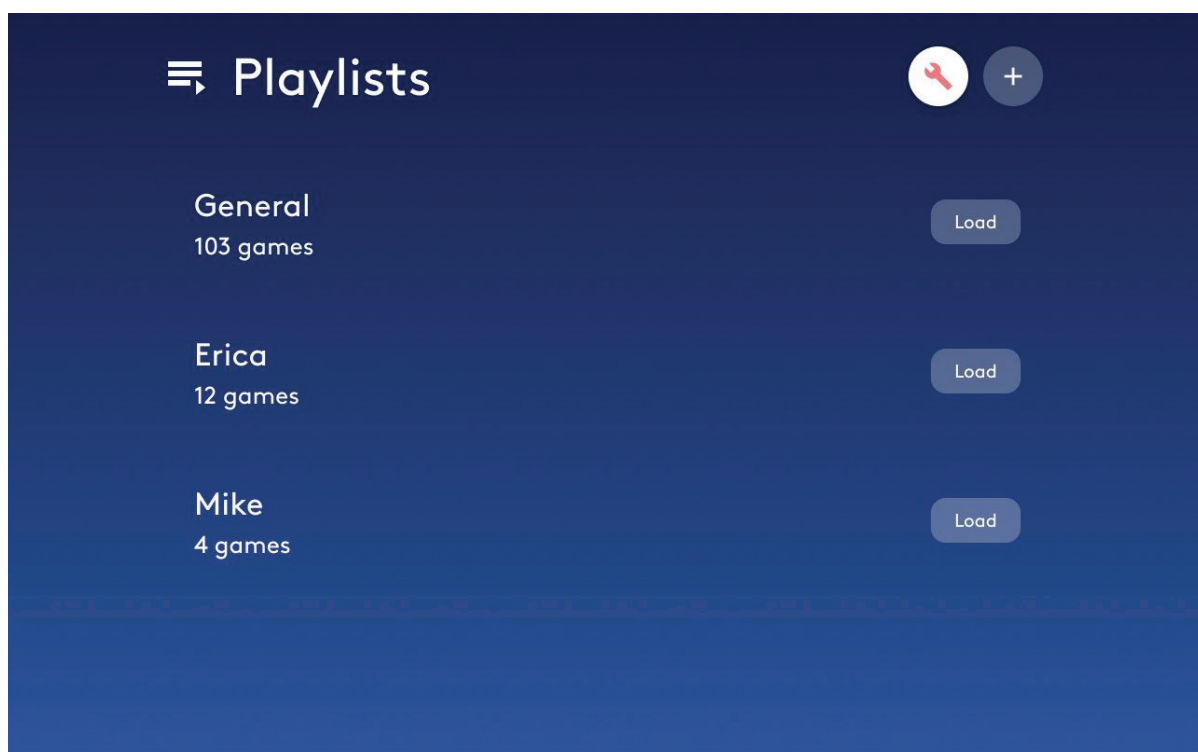 Playlists
+
General
103 games
Load
Erica
12 games
Load
Mike
4 games
Load